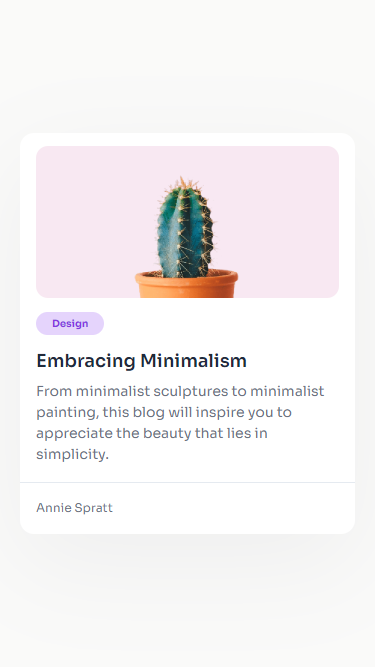 Design
Embracing Minimalism
From minimalist sculptures to minimalist
painting, this blog will inspire you to
appreciate the beauty that lies in
simplicity.
Annie Spratt